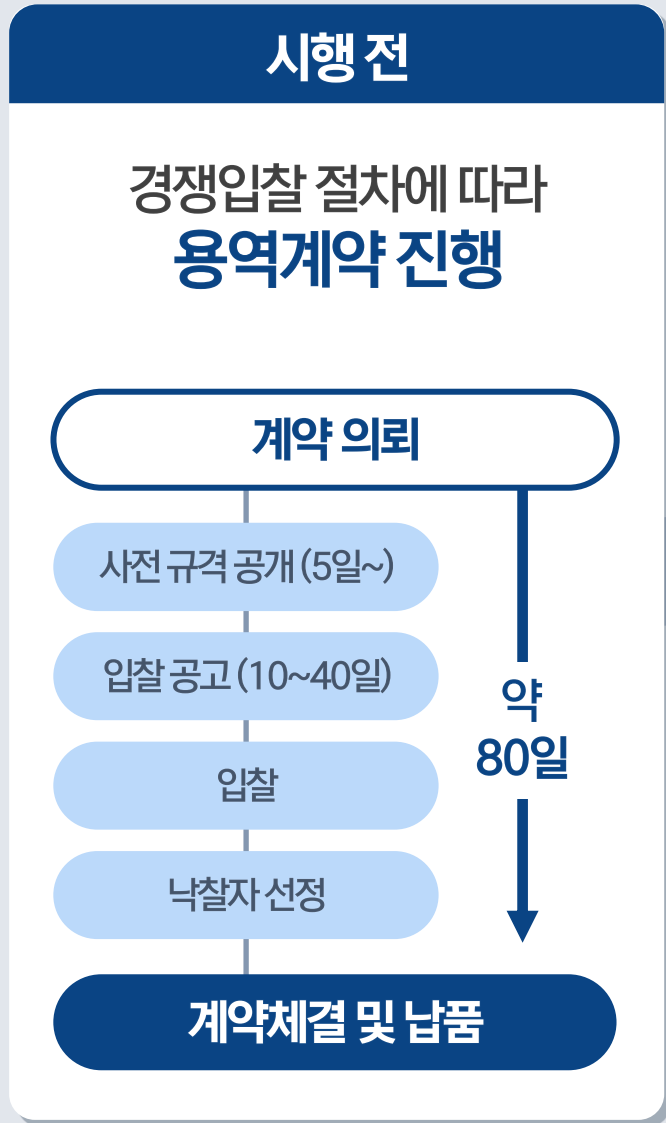 시행 전
경쟁입찰 절차에 따라
용역계약 진행
계약 의뢰
사전 규격 공개 (5일~)
입찰 공고 (10~40일)
입찰
낙찰자 선정
약
80일
계약체결 및 납품